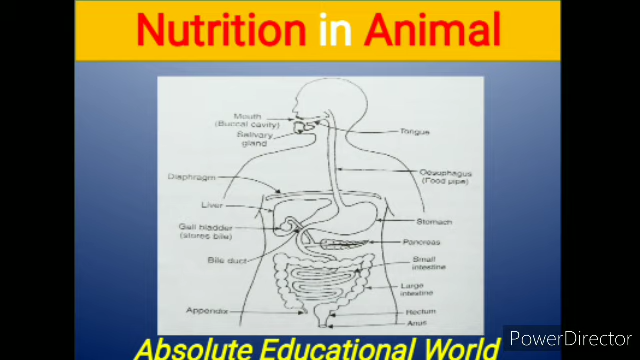 Nutrition in Animal
Mouth
(Buccal cavity)
Salivary
gland
Tongue
Diaphragm
Oesophagus
(Food pipe)
Liver
Gall bladder
(stores bile)
Stomach
Pancreas
Bile duct
Small
intestine
Large
intestine
Appendix
Rectum
Anus
PowerDirector
Absolute Educational World